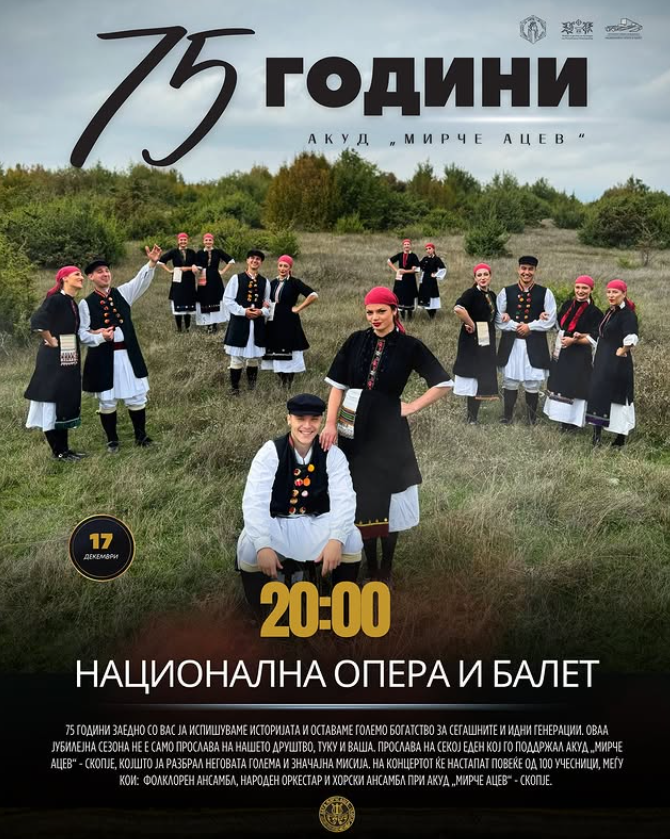 75 ГОДИНИ
АКУД „МИРЧЕ АЦЕВ“
17
ДЕКЕМВРИ
20:00
НАЦИОНАЛНА ОПЕРА И БАЛЕТ
75 ГОДИНИ ЗАЕДНО СО ВАС ЈА ИСПИШУВАМЕ ИСТОРИЈАТА И ОСТАВАМЕ ГОЛЕМО БОГАТСТВО ЗА СЕГАШНИТЕ И ИДНИ ГЕНЕРАЦИИ. ОВАА
ЈУБИЛЕЈНА СЕЗОНА НЕ Е САМО ПРОСЛАВА НА НАШЕТО ДРУШТВО, ТУКУ И ВАША. ПРОСЛАВА НА СЕКОЈ ЕДЕН КОЈ ГО ПОДДРЖАЛ АКУД „МИРЧЕ
АЦЕВ“ - СКОПЈЕ, КОЈШТО ЈА РАЗБРАЛ НЕГОВАТА ГОЛЕМА И ЗНАЧАЈНА МИСИЈА. НА КОНЦЕРТОТ ЌЕ НАСТАПАТ ПОВЕЌЕ ОД 100 УЧЕСНИЦИ, МЕЃУ
КОИ: ФОЛКЛОРЕН АНСАМБЛ, НАРОДЕН ОРКЕСТАР И ХОРСКИ АНСАМБЛ ПРИ АКУД „МИРЧЕ АЦЕВ“ - СКОПЈЕ.